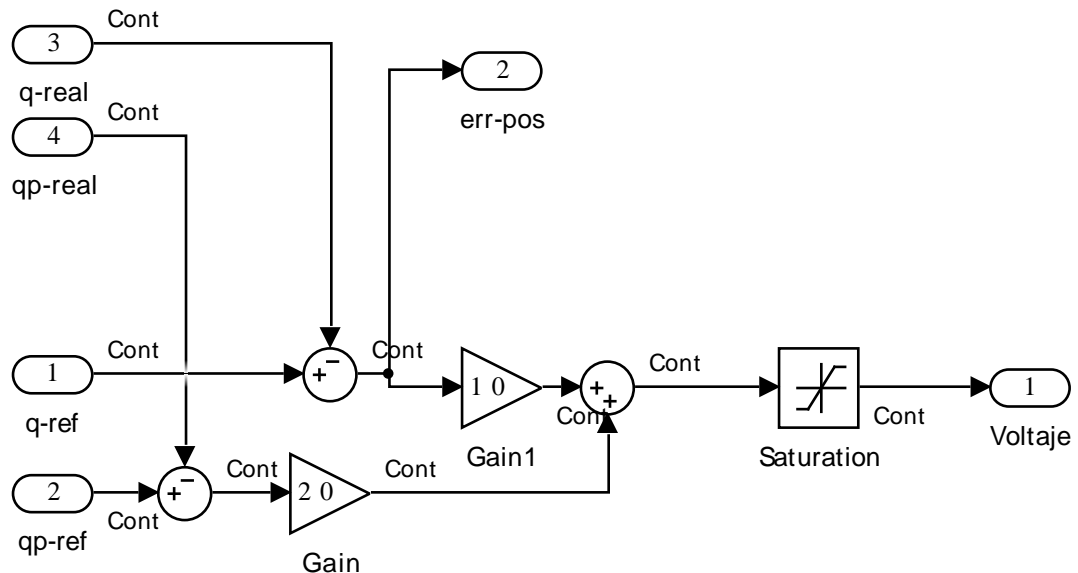 Cont
3
q-real
2
err-pos
Cont
4
qp-real
Cont
1
q-ref
+
−
Cont
1 0
Gain1
+
+
Cont
Cont
Saturation
Cont
1
Voltaje
2
qp-ref
Cont
+
−
Cont
2 0
Gain
Cont